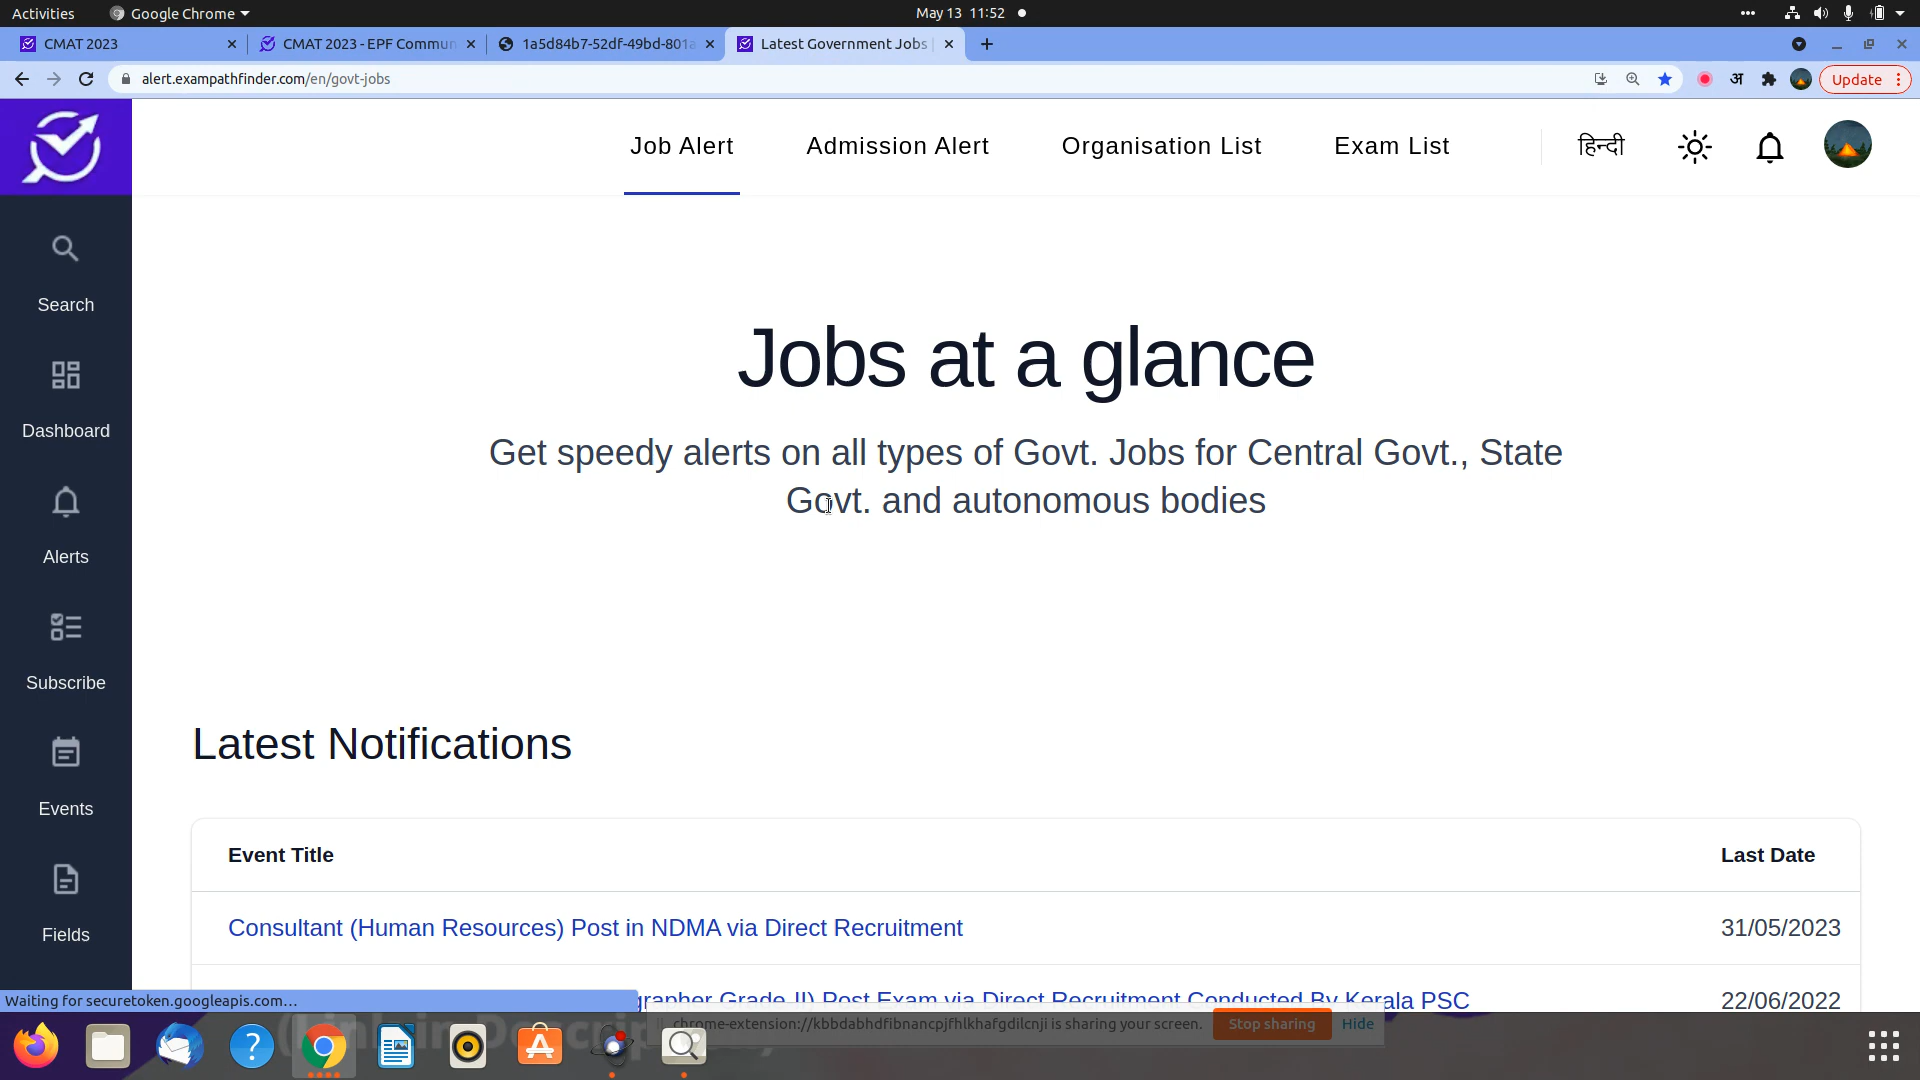 Activities
Google Chrome
May 13 11:52
CMAT 2023
CMAT 2023 - EPF Commun
1a5d84b7-52df-49bd-801a
Latest Government Jobs
alert.exampathfinder.com/en/govt-jobs
अ
Update
Job Alert
Admission Alert
Organisation List
Exam List
हिन्दी
Search
Dashboard
Alerts
Subscribe
Events
Fields
Jobs at a glance
Get speedy alerts on all types of Govt. Jobs for Central Govt., State
Govt. and autonomous bodies
Latest Notifications
Event Title
Last Date
Consultant (Human Resources) Post in NDMA via Direct Recruitment
31/05/2023
Grade II) Post Exam via Direct Recruitment Conducted By Kerala PSC
22/06/2022
Waiting for securetoken.googleapis.com...
chrome-extension://kbbdabhdfibnancpjfhlkhafgdilcnji is sharing your screen.
Stop sharing
Hide